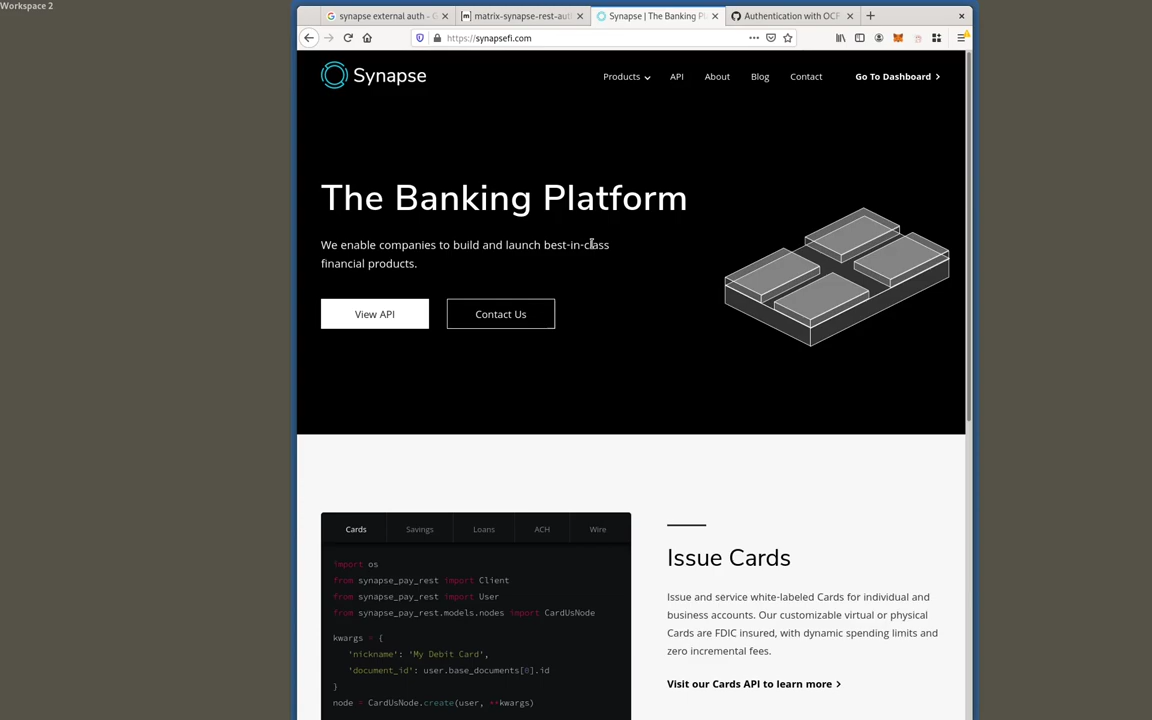 Workspace 2
synapse external auth - G
matrix-synapse-rest-aut
Synapse | The Banking Pl
Authentication with OCF
https://synapsefi.com
Synapse
Products
API
About
Blog
Contact
Go To Dashboard
The Banking Platform
We enable companies to build and launch best-in-class
financial products.
View API
Contact Us
Cards
Savings
Loans
ACH
Wire
import os
from synapse_pay_rest import Client
from synapse_pay_rest import User
from synapse_pay_rest.models.nodes import CardUsNode
kwargs = {
'nickname': 'My Debit Card',
'document_id': user.base_documents[0].id
}
node = CardUsNode.create(user, **kwargs)
Issue Cards
Issue and service white-labeled Cards for individual and
business accounts. Our customizable virtual or physical
Cards are FDIC insured, with dynamic spending limits and
zero incremental fees.
Visit our Cards API to learn more